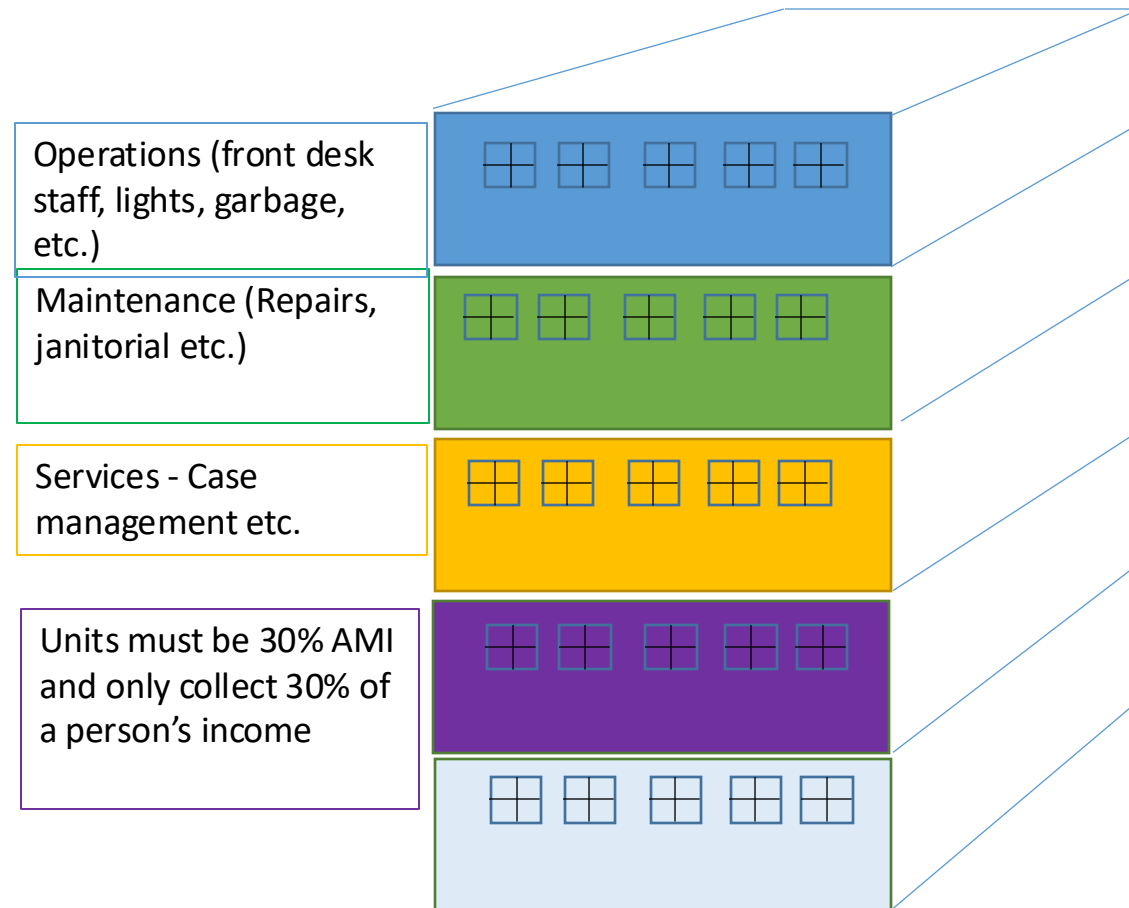 Operations (front desk
staff, lights, garbage,
etc.)
Maintenance (Repairs,
janitorial etc.)
Services - Case
management etc.
Units must be 30% AMI
and only collect 30% of
a person’s income